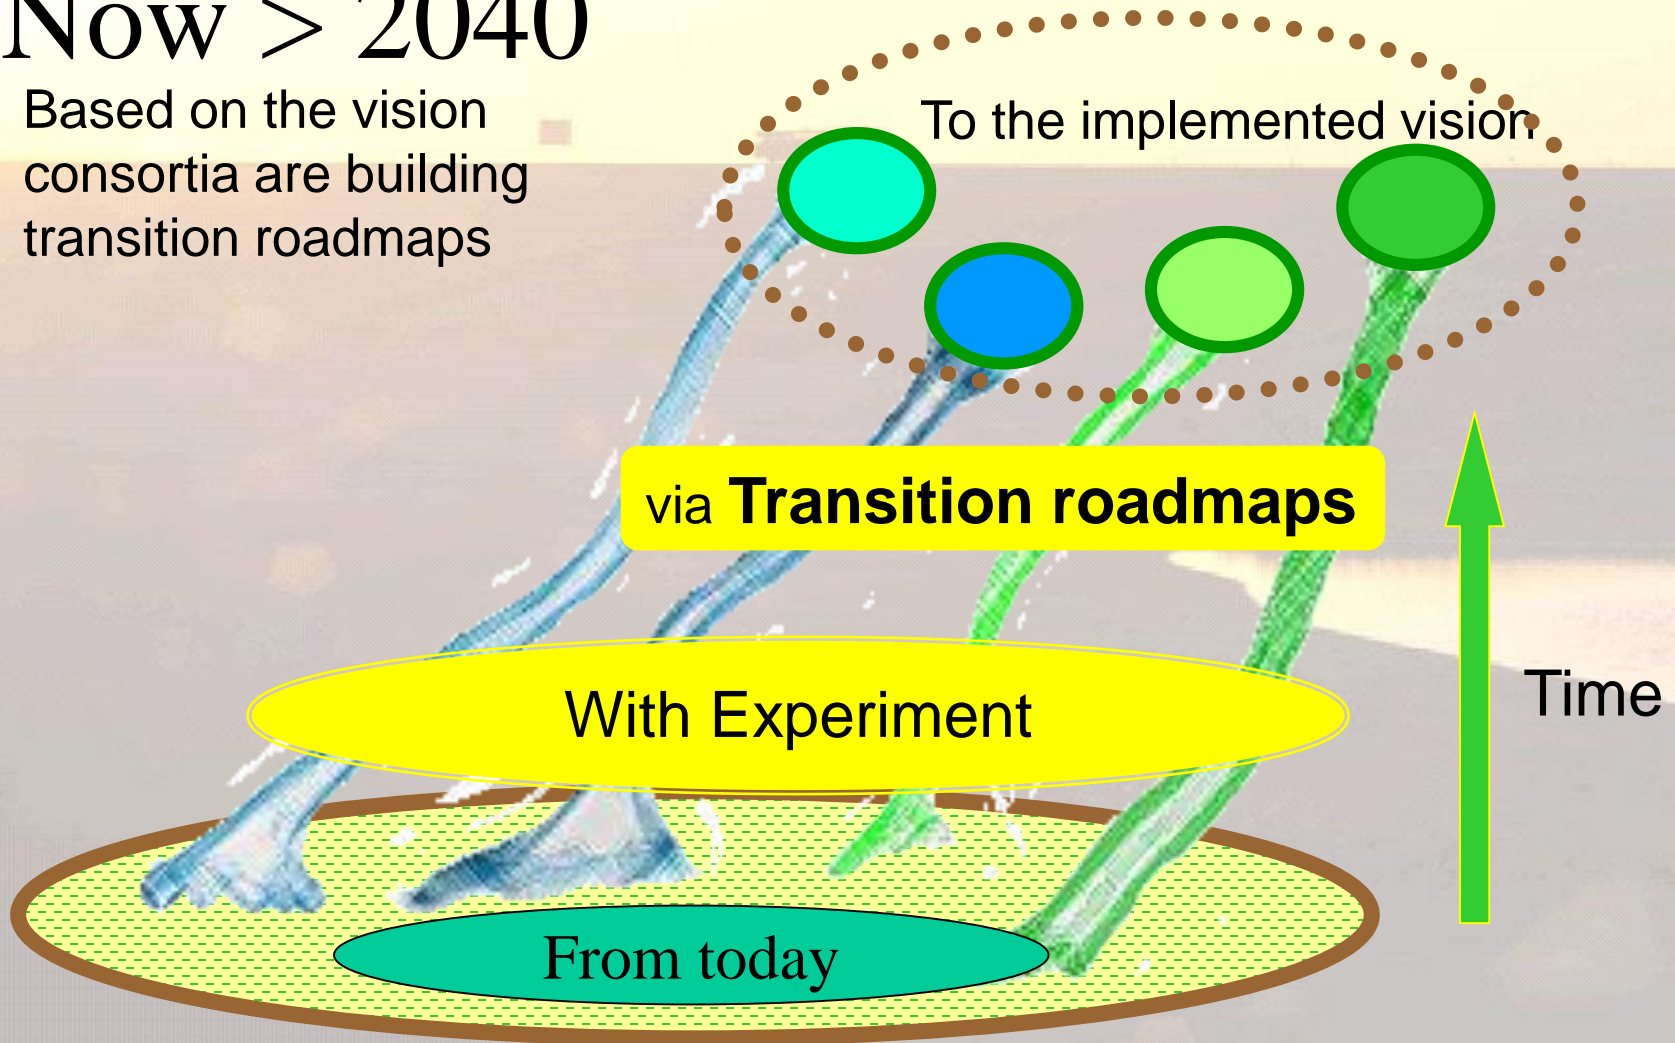 Now > 2040
Based on the vision
consortia are building
transition roadmaps
To the implemented vision
via Transition roadmaps
With Experiment
Time
From today